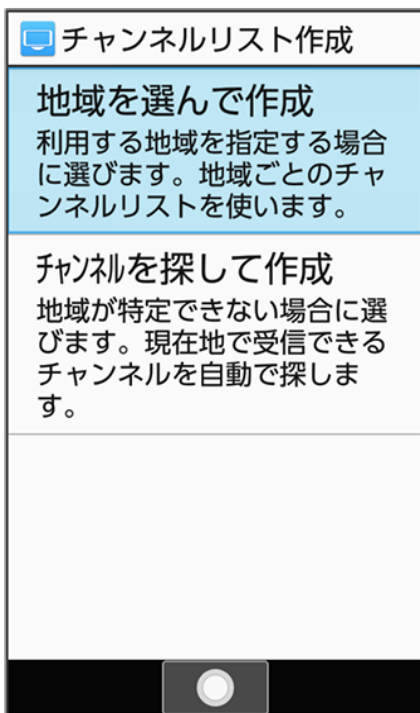 チャンネルリスト作成
地域を選んで作成
利用する地域を指定する場合
に選びます。地域ごとのチャ
ンネルリストを使います。
ﾁｬﾝﾈﾙを探して作成
地域が特定できない場合に選
びます。現在地で受信できる
チャンネルを自動で探しま
す。